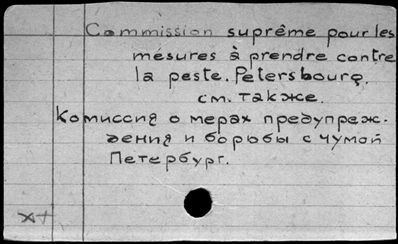 Commission suprême pour les
mésures à prendre contre
la peste. Petersbourg.
см. также.
Комиссия о мерах предупреж-
дения и борьбы с чумой
Петербург.